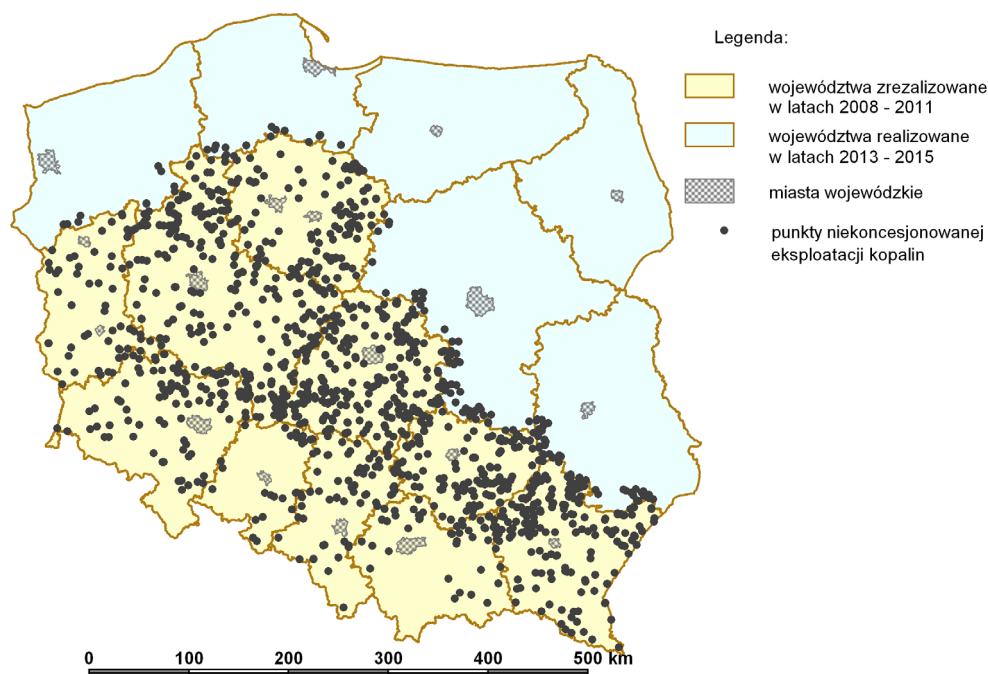 Legenda:
województwa zrezalizowane
w latach 2008 - 2011
województwa realizowane
w latach 2013 - 2015
miasta wojewódzkie
punkty niekoncesjonowanej
eksploatacji kopalin
0 100 200 300 400 500 km